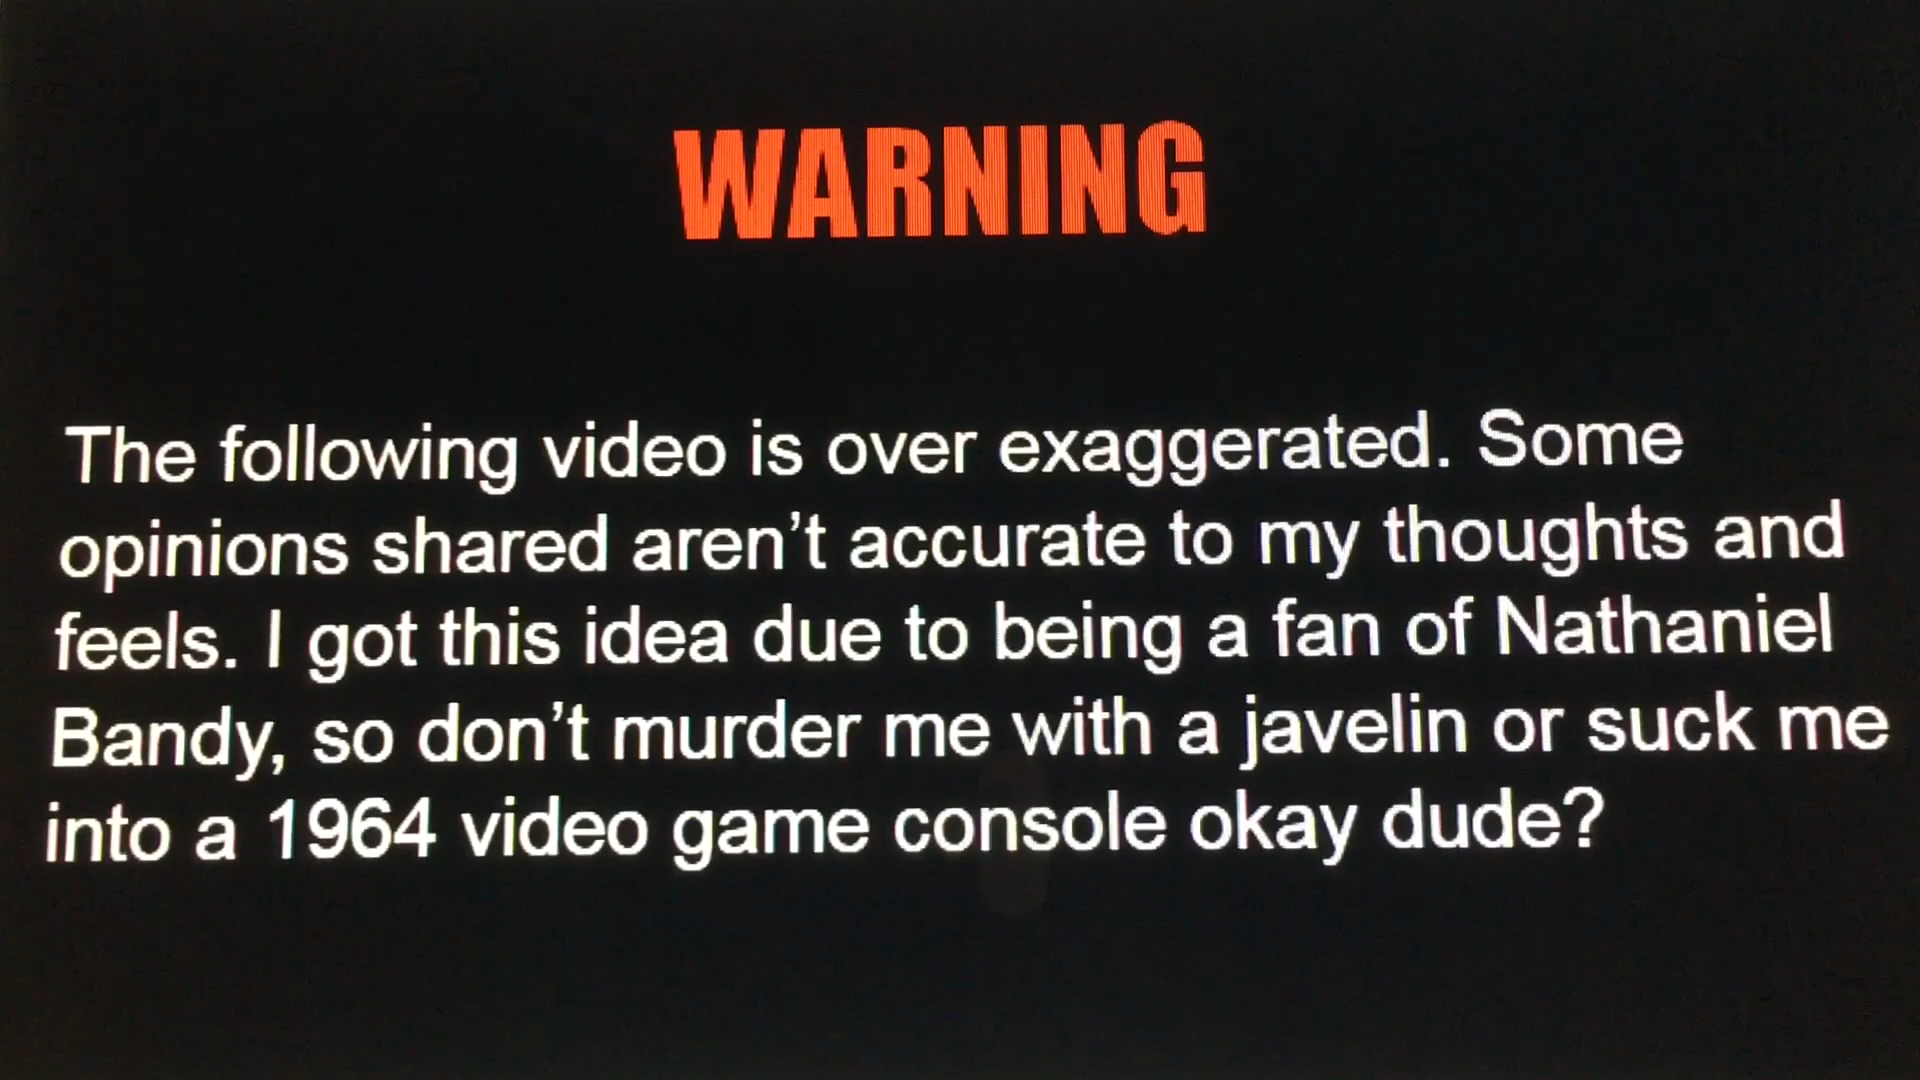 WARNING
The following video is over exaggerated. Some
opinions shared aren’t accurate to my thoughts and
feels. I got this idea due to being a fan of Nathaniel
Bandy, so don’t murder me with a javelin or suck me
into a 1964 video game console okay dude?